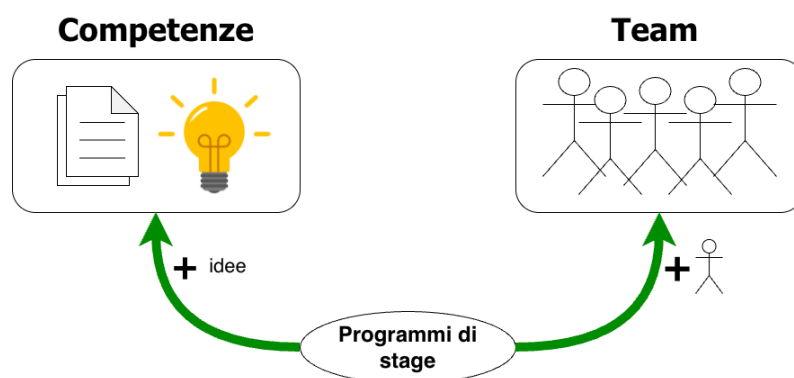 Competenze
Team
+ idee
+
Programmi di
stage